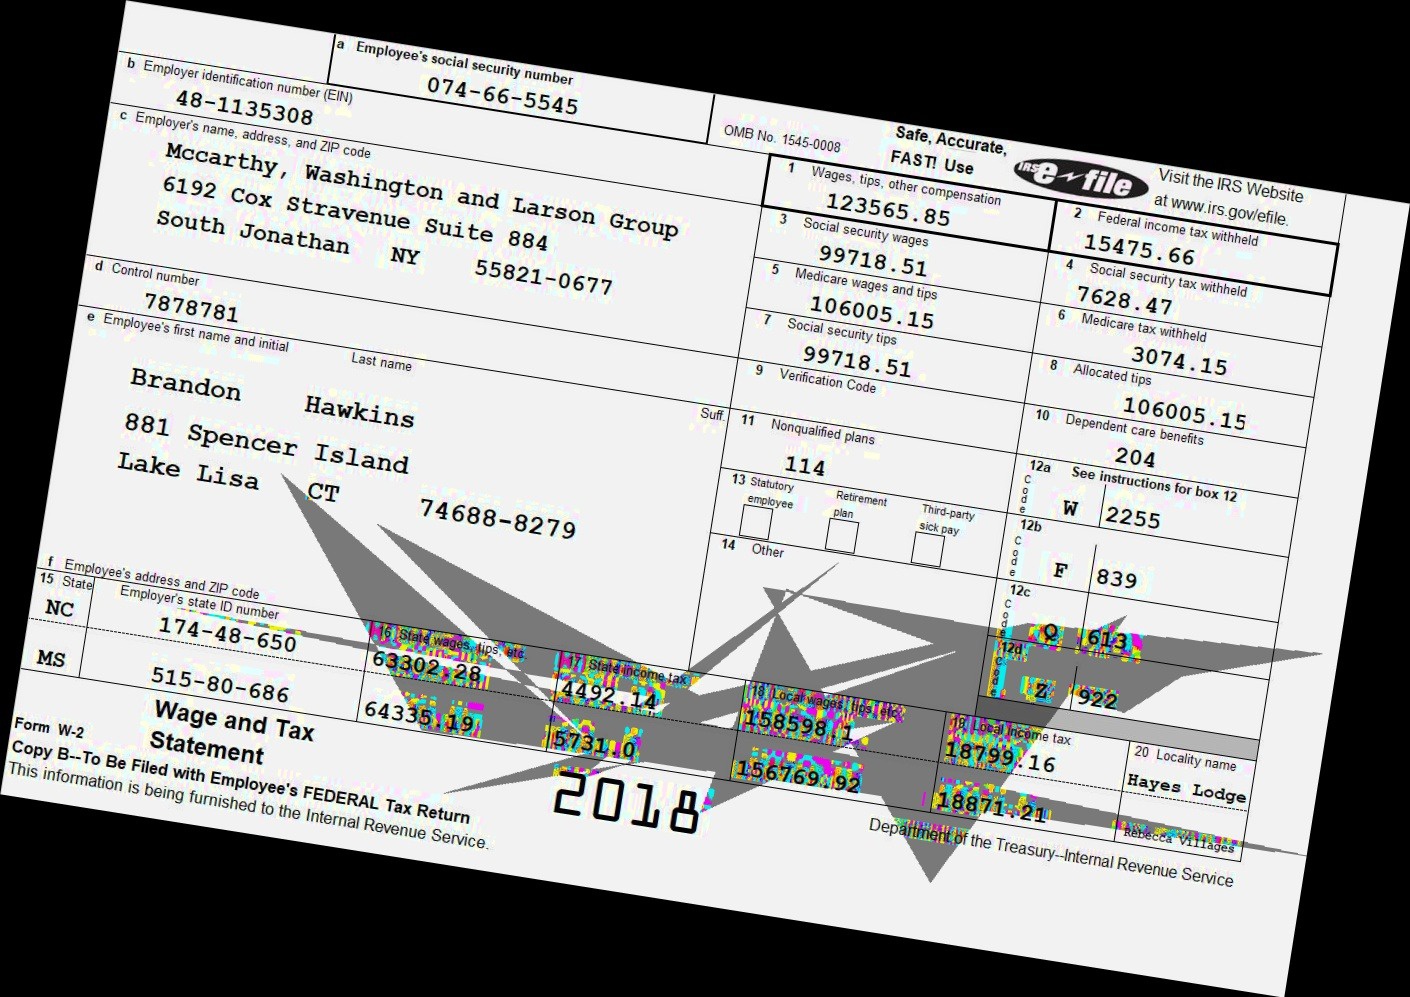 a Employee's social security number
074-66-5545
OMB No. 1545-0008
Safe, Accurate,
FAST! Use
IRS e-file
Visit the IRS Website
at www.irs.gov/efile.
b Employer identification number (EIN)
48-1135308
c Employer's name, address, and ZIP code
Mccarthy, Washington and Larson Group
6192 Cox Stravenue Suite 884
South Jonathan NY 55821-0677
1 Wages, tips, other compensation
123565.85
2 Federal income tax withheld
15475.66
3 Social security wages
99718.51
4 Social security tax withheld
7628.47
5 Medicare wages and tips
106005.15
6 Medicare tax withheld
3074.15
d Control number
7878781
7 Social security tips
99718.51
8 Allocated tips
106005.15
e Employee's first name and initial Last name Suff.
Brandon Hawkins
881 Spencer Island
Lake Lisa CT 74688-8279
9 Verification Code
10 Dependent care benefits
204
11 Nonqualified plans
114
12a See instructions for box 12
Code W 2255
13 Statutory employee Retirement plan Third-party sick pay
12b
Code F 839
14 Other
12c
Code Q 613
12d
Code Z 922
f Employee's address and ZIP code
15 State Employer's state ID number
16 State wages, tips, etc.
17 State income tax
18 Local wages, tips, etc.
19 Local income tax
20 Locality name
NC 174-48-650 63302.28 4492.14 158598.1 18799.16 Hayes Lodge
MS 515-80-686 64335.19 5731.0 156769.92 18871.21 Rebecca Villages
Form W-2
Wage and Tax
Statement
2018
Copy B--To Be Filed with Employee's FEDERAL Tax Return
This information is being furnished to the Internal Revenue Service.
Department of the Treasury--Internal Revenue Service